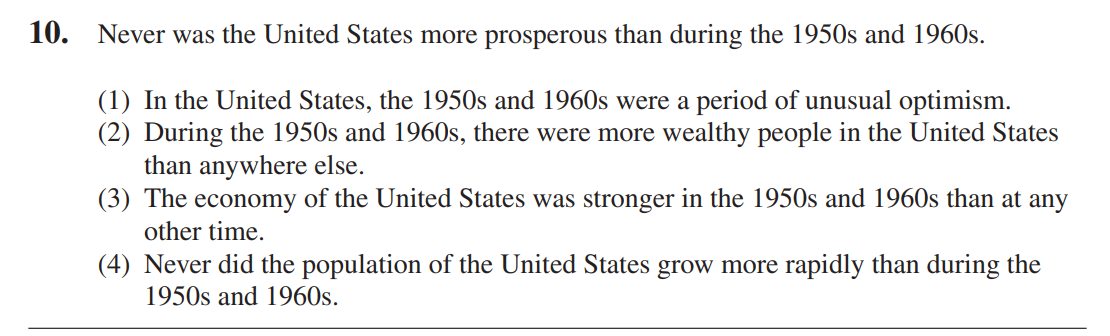 10. Never was the United States more prosperous than during the 1950s and 1960s.
(1) In the United States, the 1950s and 1960s were a period of unusual optimism.
(2) During the 1950s and 1960s, there were more wealthy people in the United States
than anywhere else.
(3) The economy of the United States was stronger in the 1950s and 1960s than at any
other time.
(4) Never did the population of the United States grow more rapidly than during the
1950s and 1960s.